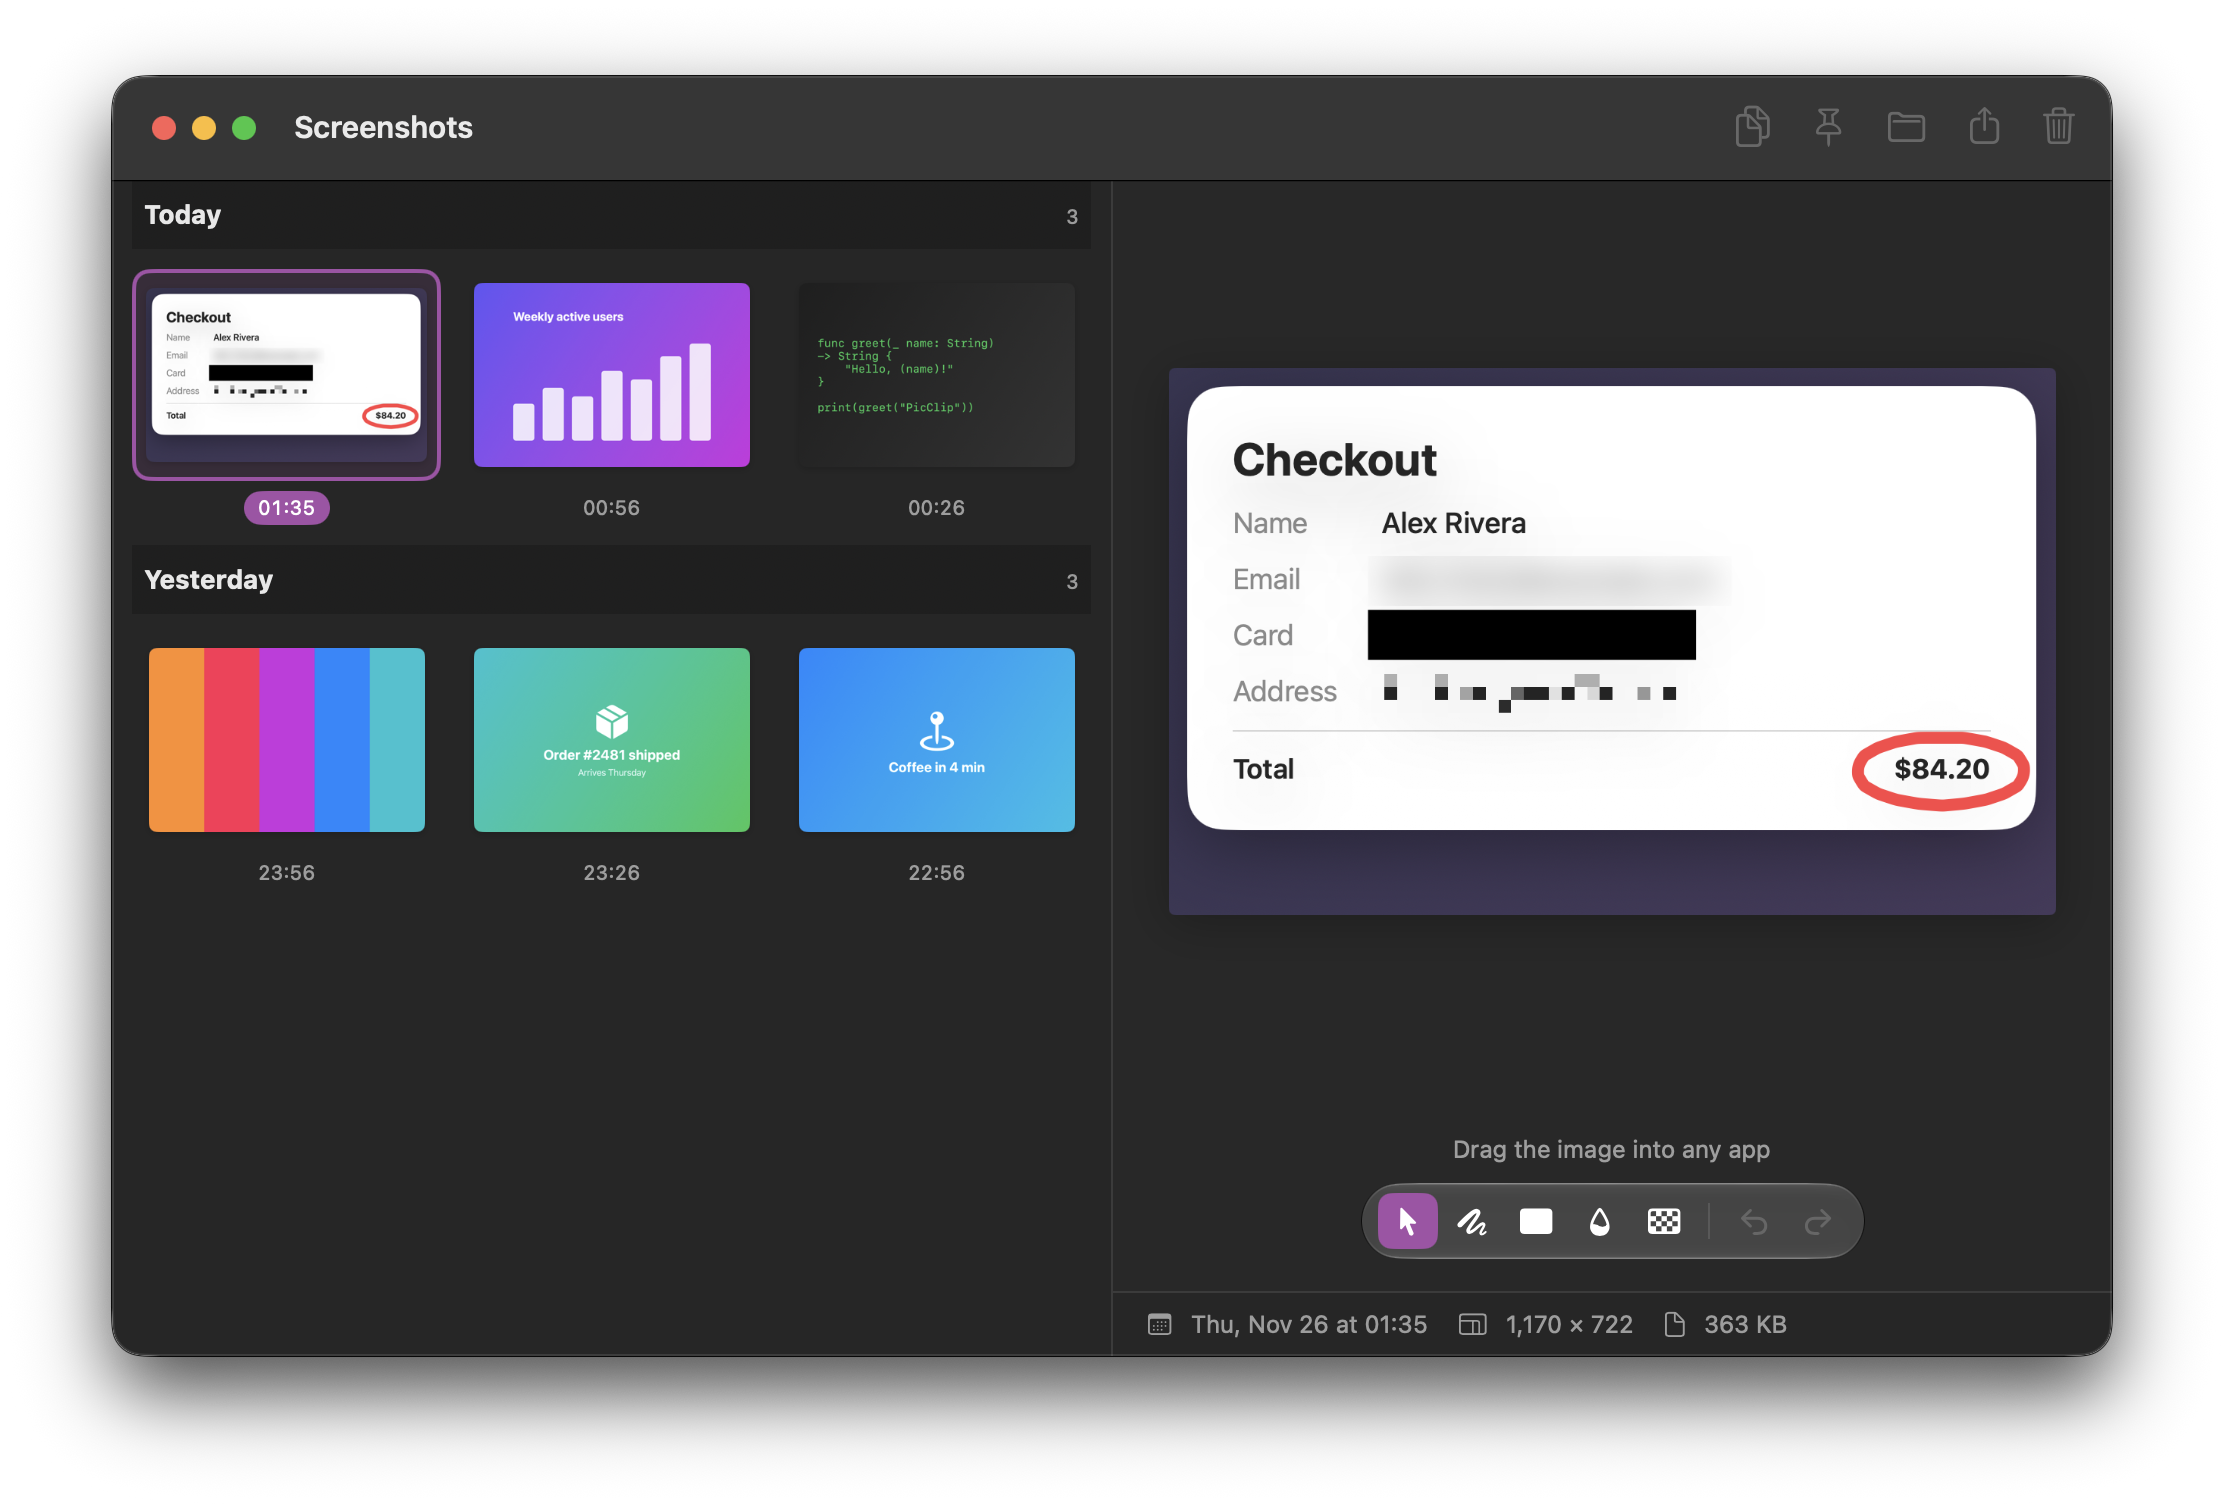 Screenshots
Today 3
Checkout
Name Alex Rivera
Email
Card
Address
Total $84.20
01:35
Weekly active users
00:56
func greet(_ name: String)
-> String {
"Hello, (name)!"
}
print(greet("PicClip"))
00:26
Yesterday 3
23:56
Order #2481 shipped
Arrives Thursday
23:26
Coffee in 4 min
22:56
Checkout
Name Alex Rivera
Email
Card
Address
Total $84.20
Drag the image into any app
Thu, Nov 26 at 01:35 1,170 × 722 363 KB